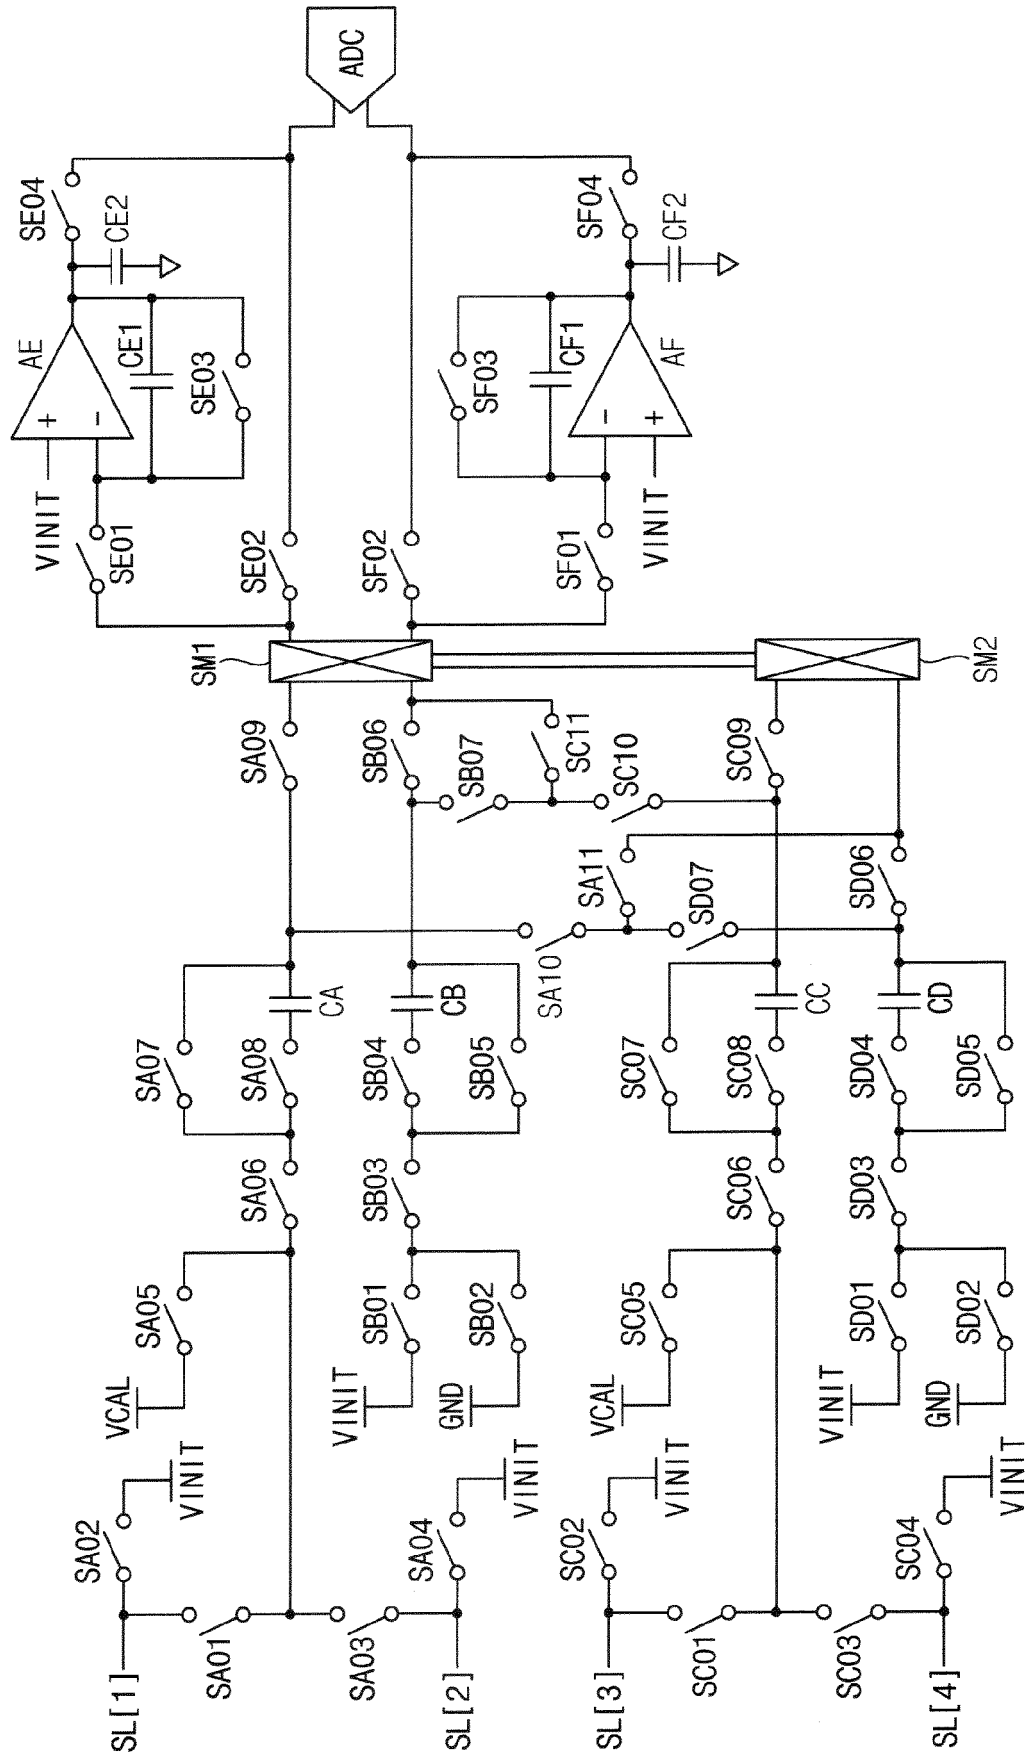 ADC
SE04
CE2
AE
CE1
SE03
+
-
VINIT
SE01
SE02
SF04
CF2
SF03
CF1
AF
-
+
SF01
VINIT
SF02
SM1
SM2
SA09
SB06
SB07
SC11
SC10
SC09
SA11
SD07
SD06
SA10
SA07
CA
SA08
CB
SB04
SB05
SC07
CC
SC08
CD
SD04
SD05
SA06
SB03
SC06
SD03
SA05
VCAL
SB01
VINIT
SB02
GND
SC05
VCAL
SD01
VINIT
SD02
GND
SA02
VINIT
SA04
VINIT
SC02
VINIT
SC04
VINIT
SA01
SA03
SC01
SC03
SL[1]
SL[2]
SL[3]
SL[4]